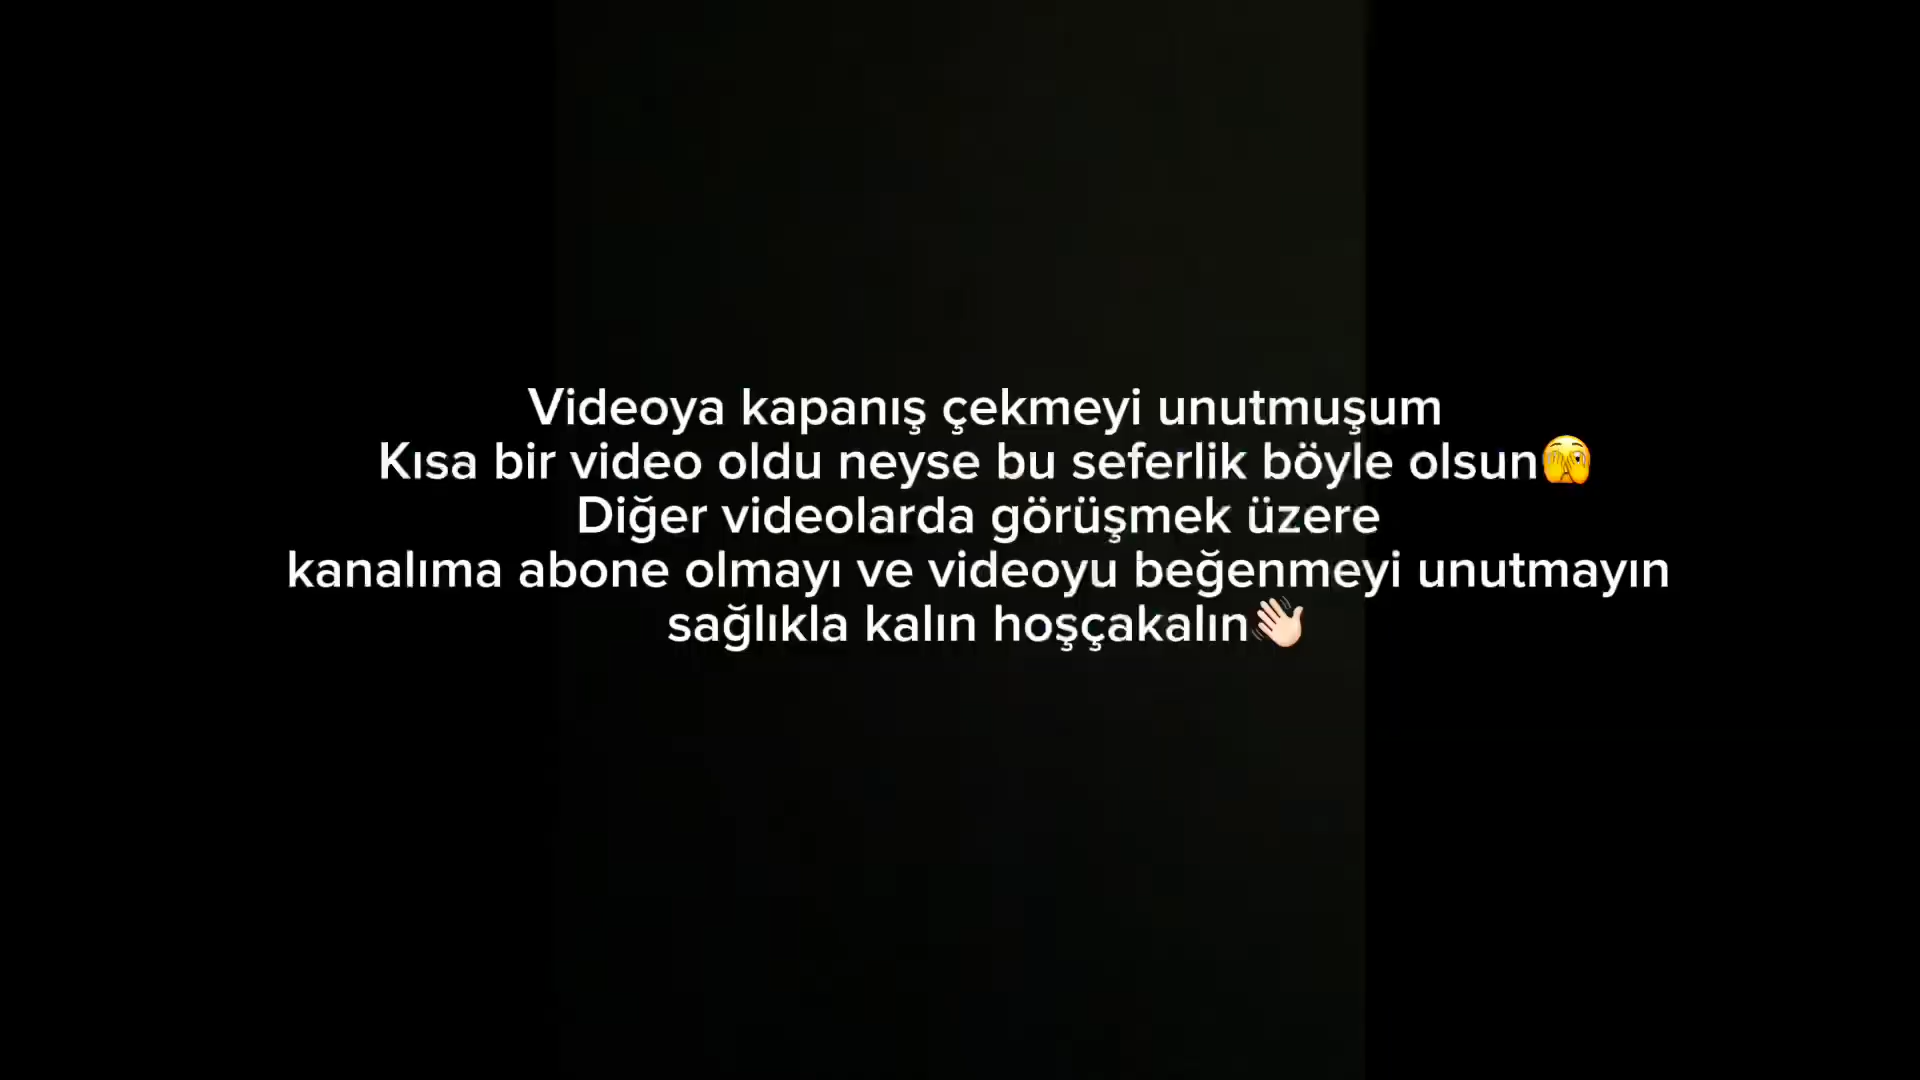 Videoya kapanış çekmeyi unutmuşum
Kısa bir video oldu neyse bu seferlik böyle olsun🫣
Diğer videolarda görüşmek üzere
kanalıma abone olmayı ve videoyu beğenmeyi unutmayın
sağlıkla kalın hoşçakalın👋🏻